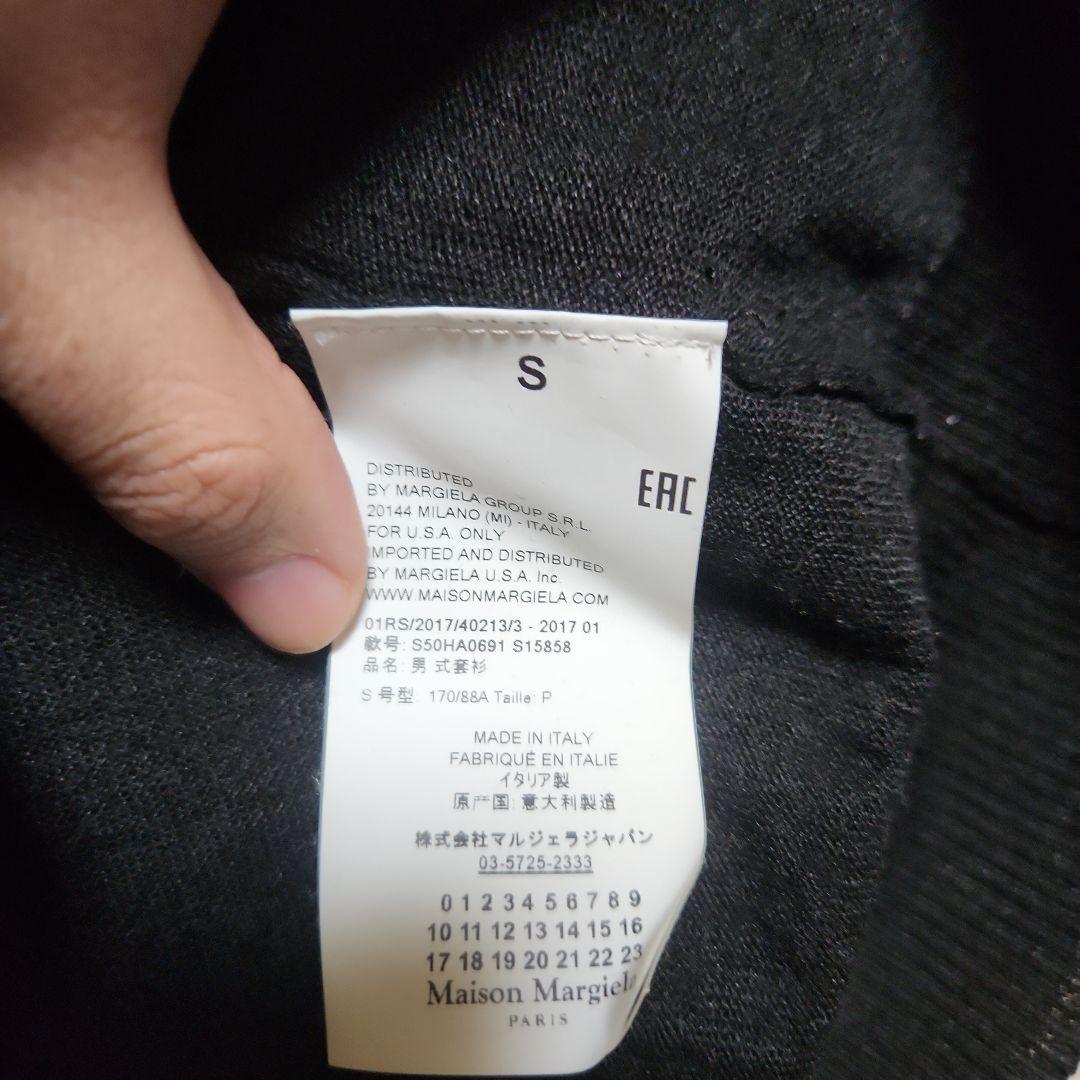 S
EAC
DISTRIBUTED
BY MARGIELA GROUP S.R.L.
20144 MILANO (MI) - ITALY
FOR U.S.A. ONLY
IMPORTED AND DISTRIBUTED
BY MARGIELA U.S.A. Inc.
WWW.MAISONMARGIELA.COM
01RS/2017/40213/3 - 2017 01
款号: S50HA0691 S15858
品名: 男 式套衫
S 号型: 170/88A Taille: P
MADE IN ITALY
FABRIQUÉ EN ITALIE
イタリア製
原产国: 意大利製造
株式会社マルジェラジャパン
03-5725-2333
0 1 2 3 4 5 6 7 8 9
10 11 12 13 14 15 16
17 18 19 20 21 22 23
Maison Margiela
PARIS